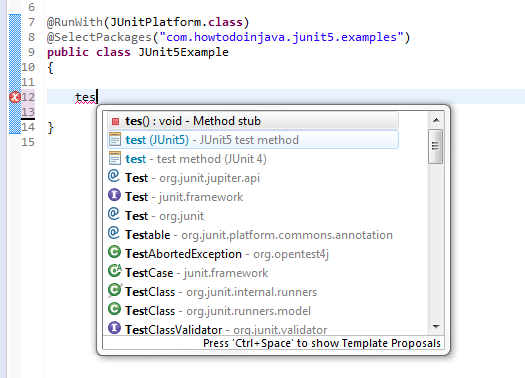 6
7 @RunWith(JUnitPlatform.class)
8 @SelectPackages("com.howtodoinjava.junit5.examples")
9 public class JUnit5Example
10 {
11
12 tes
13
14 }
15
tes() : void - Method stub
test (JUnit5) - JUnit5 test method
test - test method (JUnit 4)
Test - org.junit.jupiter.api
Test - junit.framework
Test - org.junit
Testable - org.junit.platform.commons.annotation
TestAbortedException - org.opentest4j
TestCase - junit.framework
TestClass - org.junit.internal.runners
TestClass - org.junit.runners.model
TestClassValidator - org.junit.validator
Press 'Ctrl+Space' to show Template Proposals